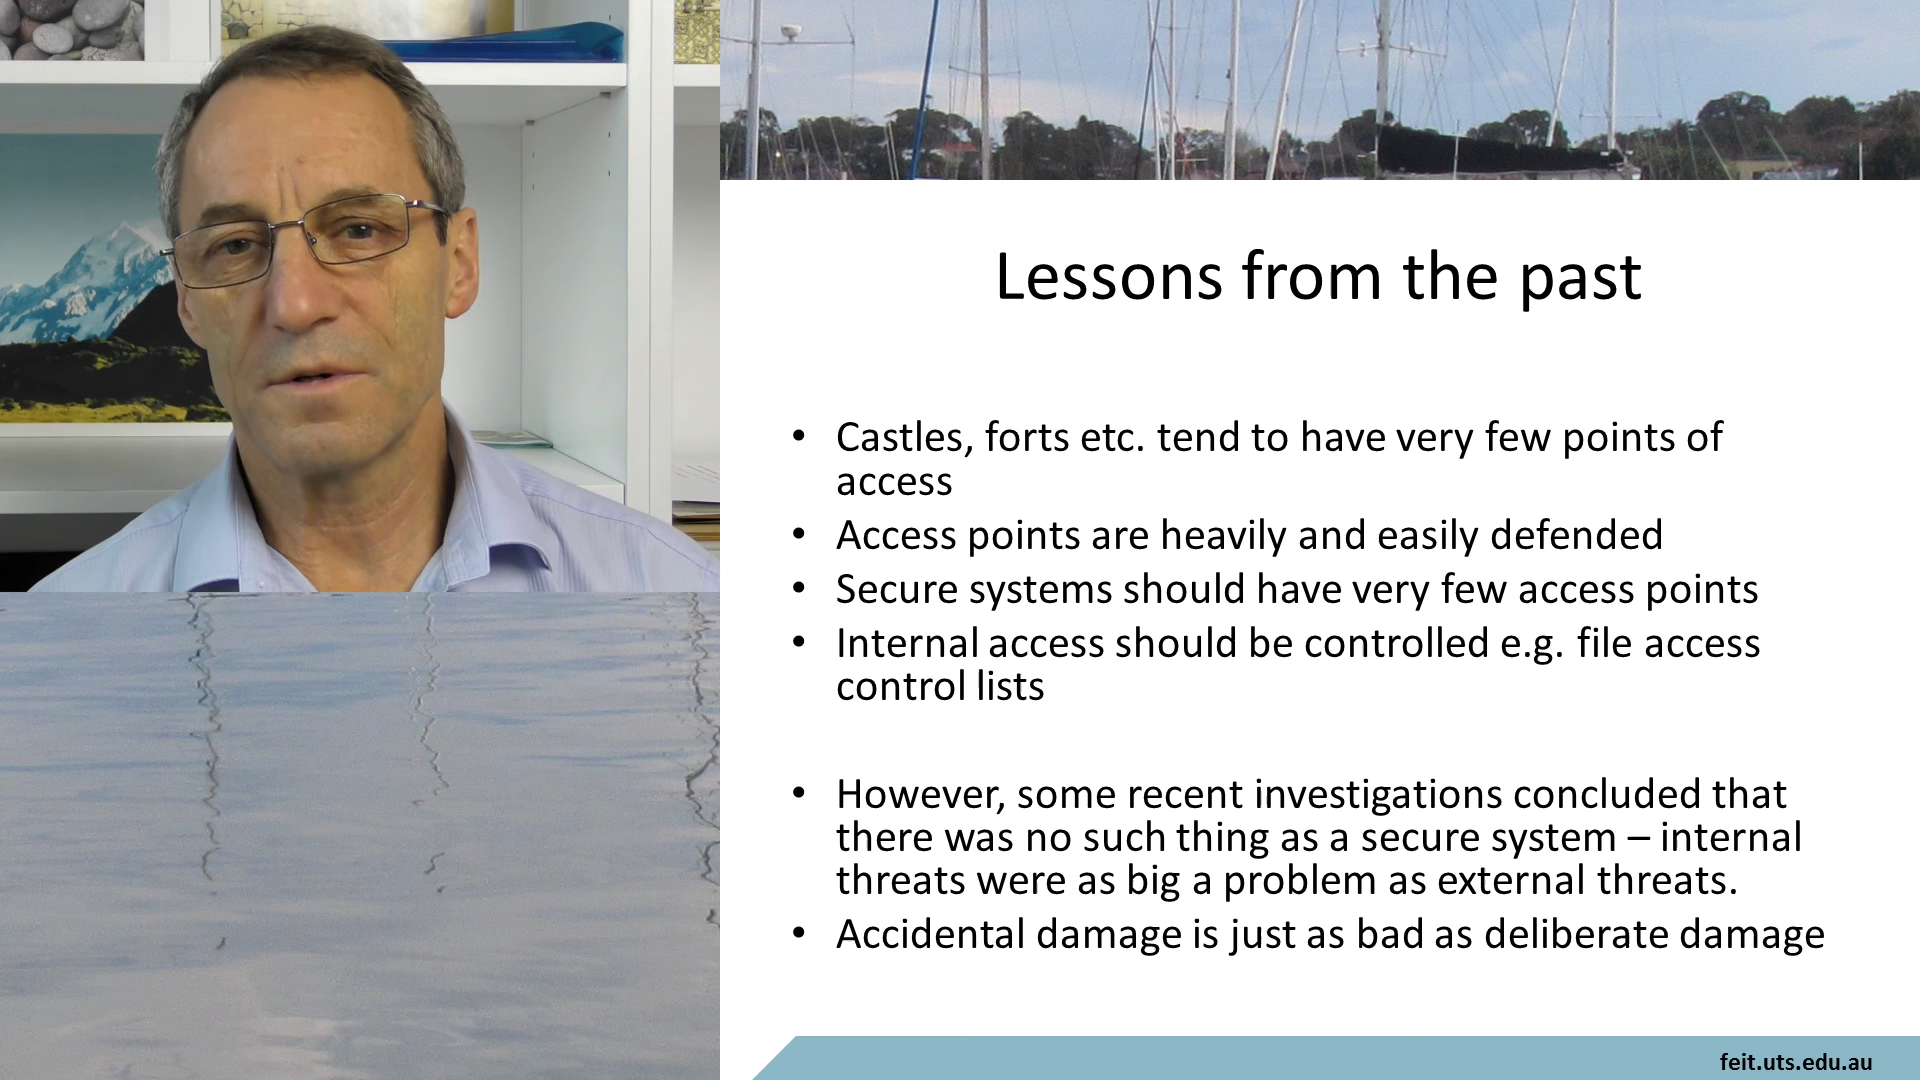 Lessons from the past
• Castles, forts etc. tend to have very few points of
access
• Access points are heavily and easily defended
• Secure systems should have very few access points
• Internal access should be controlled e.g. file access
control lists
• However, some recent investigations concluded that
there was no such thing as a secure system – internal
threats were as big a problem as external threats.
• Accidental damage is just as bad as deliberate damage
feit.uts.edu.au